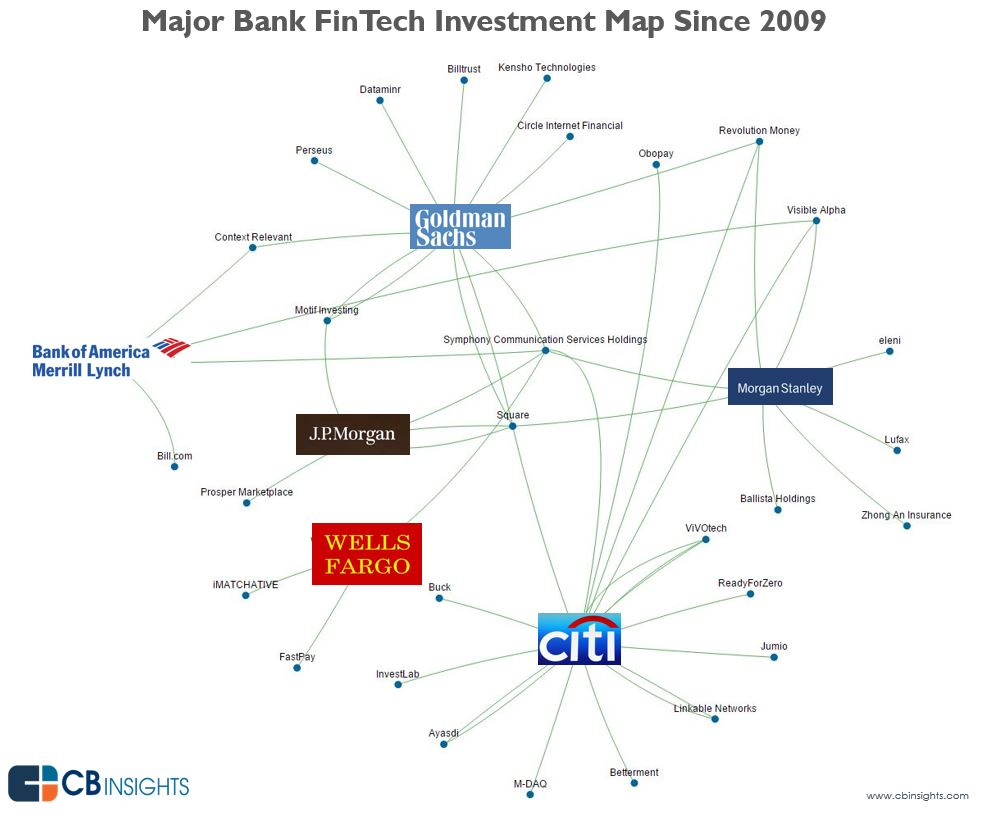 Major Bank FinTech Investment Map Since 2009
Billtrust
Kensho Technologies
Dataminr
Circle Internet Financial
Revolution Money
Perseus
Obopay
Visible Alpha
Goldman
Sachs
Context Relevant
Motif Investing
Symphony Communication Services Holdings
eleni
Bank of America
Merrill Lynch
Morgan Stanley
Square
J.P.Morgan
Lufax
Bill.com
Prosper Marketplace
Ballista Holdings
Zhong An Insurance
ViVOtech
WELLS
FARGO
iMATCHATIVE
Buck
ReadyForZero
citi
Jumio
FastPay
InvestLab
Linkable Networks
Ayasdi
Betterment
M-DAQ
CBINSIGHTS
www.cbinsights.com